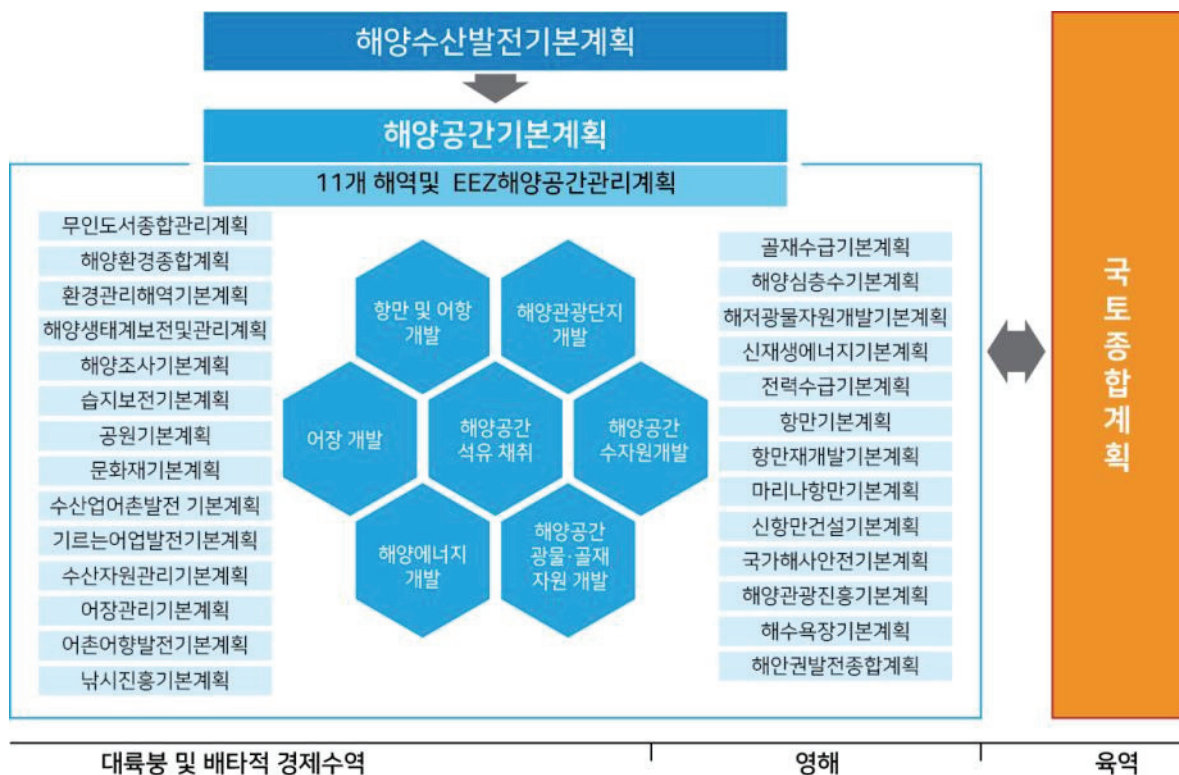 해양수산발전기본계획
해양공간기본계획
11개 해역및 EEZ해양공간관리계획
무인도서종합관리계획
해양환경종합계획
환경관리해역기본계획
해양생태계보전및관리계획
해양조사기본계획
습지보전기본계획
공원기본계획
문화재기본계획
수산업어촌발전 기본계획
기르는어업발전기본계획
수산자원관리기본계획
어장관리기본계획
어촌어항발전기본계획
낚시진흥기본계획
항만 및 어항
개발
해양관광단지
개발
어장 개발
해양공간
석유 채취
해양공간
수자원개발
해양에너지
개발
해양공간
광물·골재
자원 개발
골재수급기본계획
해양심층수기본계획
해저광물자원개발기본계획
신재생에너지기본계획
전력수급기본계획
항만기본계획
항만재개발기본계획
마리나항만기본계획
신항만건설기본계획
국가해사안전기본계획
해양관광진흥기본계획
해수욕장기본계획
해안권발전종합계획
국토종합계획
대륙붕 및 배타적 경제수역
영해
육역